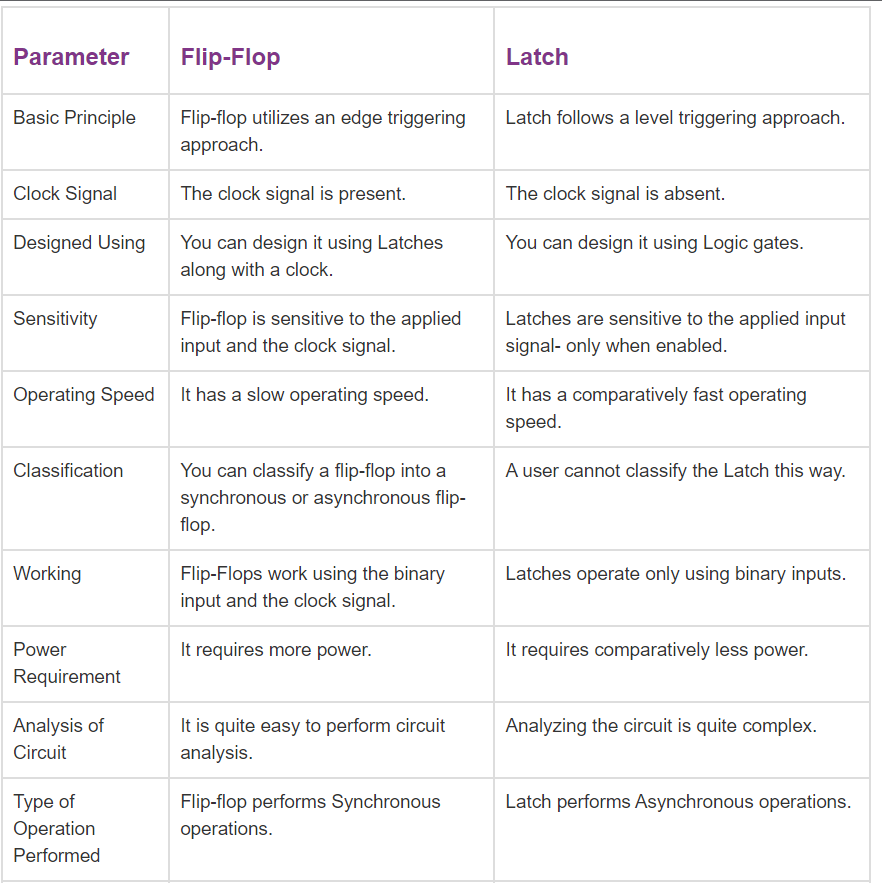 Parameter
Flip-Flop
Latch
Basic Principle
Flip-flop utilizes an edge triggering
approach.
Latch follows a level triggering approach.
Clock Signal
The clock signal is present.
The clock signal is absent.
Designed Using
You can design it using Latches
along with a clock.
You can design it using Logic gates.
Sensitivity
Flip-flop is sensitive to the applied
input and the clock signal.
Latches are sensitive to the applied input
signal- only when enabled.
Operating Speed
It has a slow operating speed.
It has a comparatively fast operating
speed.
Classification
You can classify a flip-flop into a
synchronous or asynchronous flip-
flop.
A user cannot classify the Latch this way.
Working
Flip-Flops work using the binary
input and the clock signal.
Latches operate only using binary inputs.
Power
Requirement
It requires more power.
It requires comparatively less power.
Analysis of
Circuit
It is quite easy to perform circuit
analysis.
Analyzing the circuit is quite complex.
Type of
Operation
Performed
Flip-flop performs Synchronous
operations.
Latch performs Asynchronous operations.